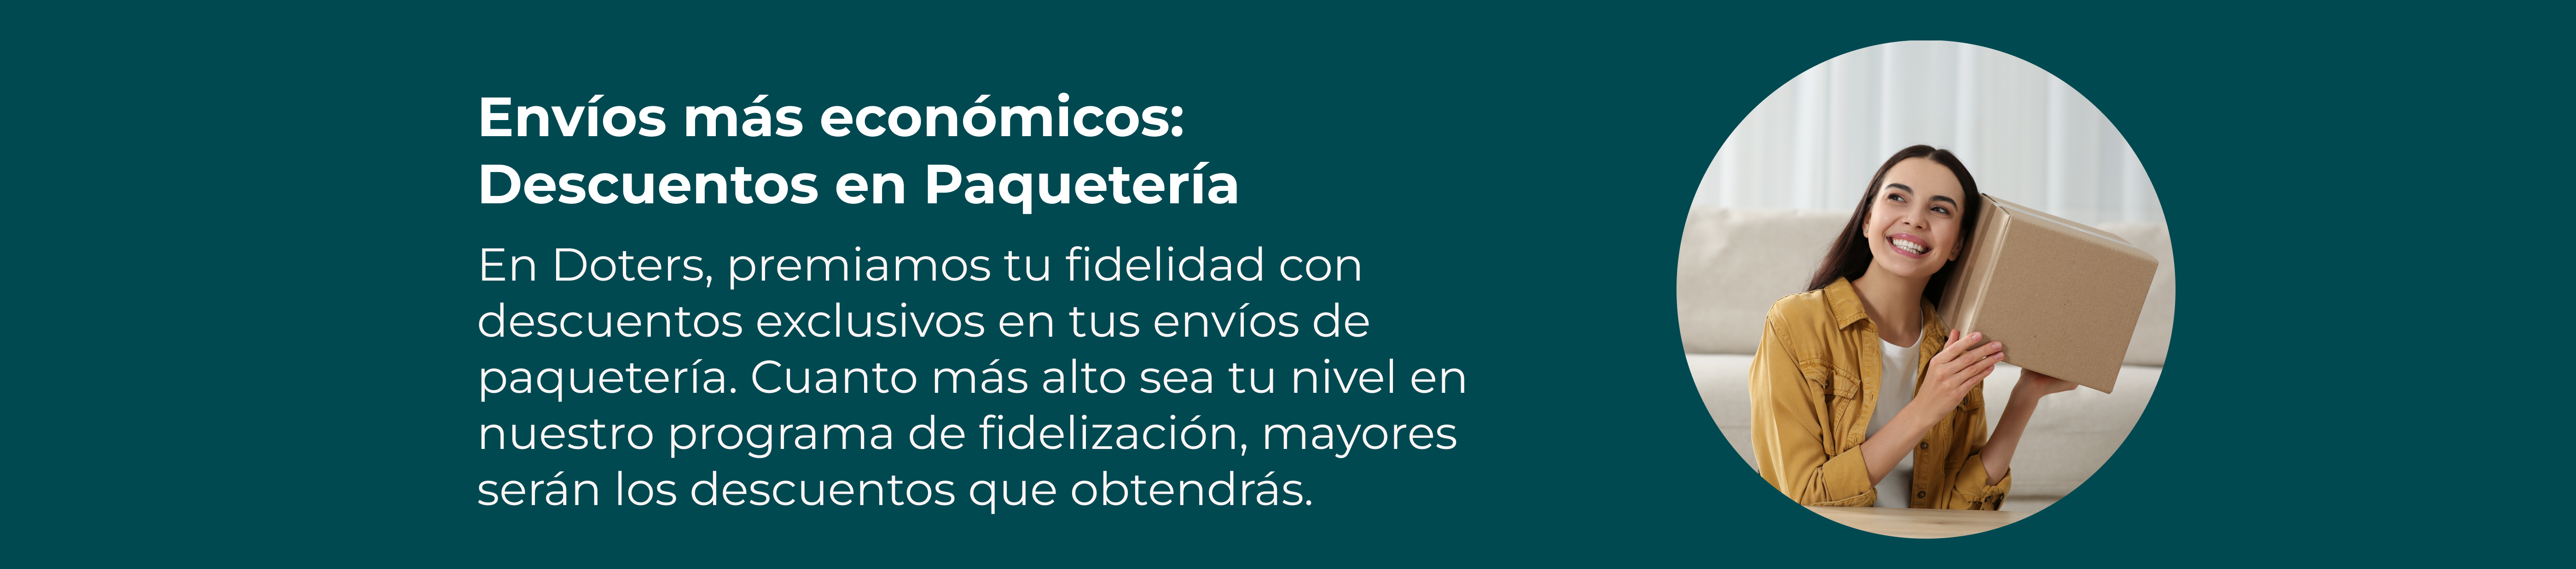 Envíos más económicos:
Descuentos en Paquetería
En Doters, premiamos tu fidelidad con
descuentos exclusivos en tus envíos de
paquetería. Cuanto más alto sea tu nivel en
nuestro programa de fidelización, mayores
serán los descuentos que obtendrás.